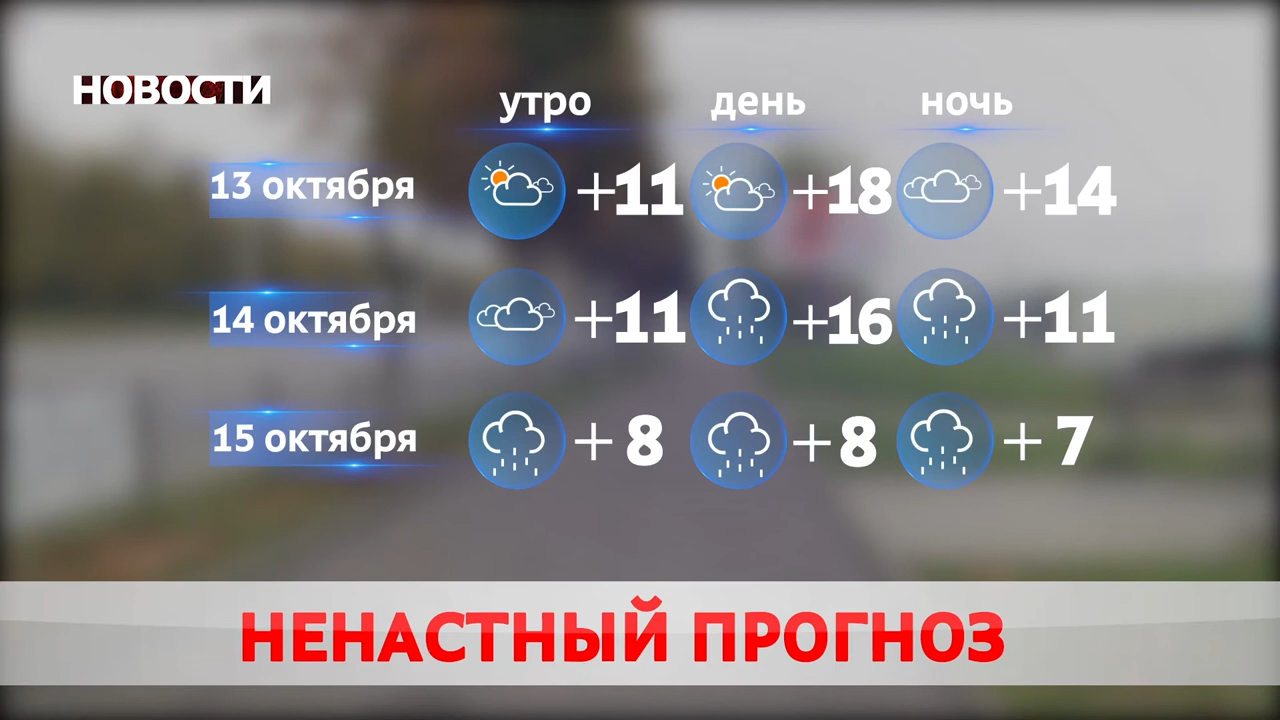 НОВОСТИ
утро день ночь
13 октября +11 +18 +14
14 октября +11 +16 +11
15 октября + 8 +8 + 7
НЕНАСТНЫЙ ПРОГНОЗ